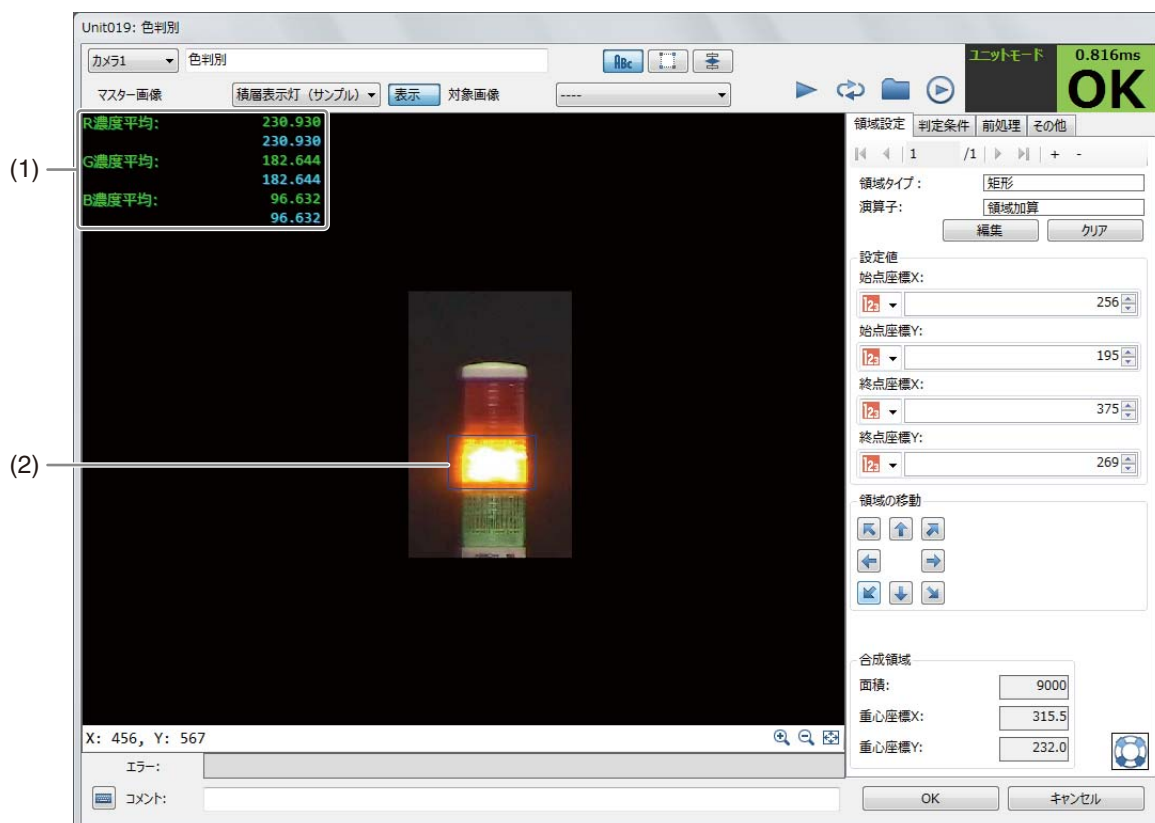 Unit019: 色判別
カメラ1 色判別 ABc ユニットモード 0.816ms
OK
マスター画像 積層表示灯 (サンプル) 表示 対象画像 ----
R濃度平均: 230.930
230.930
G濃度平均: 182.644
182.644
B濃度平均: 96.632
96.632
(1)
(2)
領域設定 判定条件 前処理 その他
1 /1 + -
領域タイプ: 矩形
演算子: 領域加算
編集 クリア
設定値
始点座標X:
123 256
始点座標Y:
123 195
終点座標X:
123 375
終点座標Y:
123 269
領域の移動
合成領域
面積: 9000
重心座標X: 315.5
重心座標Y: 232.0
X: 456, Y: 567
エラー:
コメント:
OK キャンセル